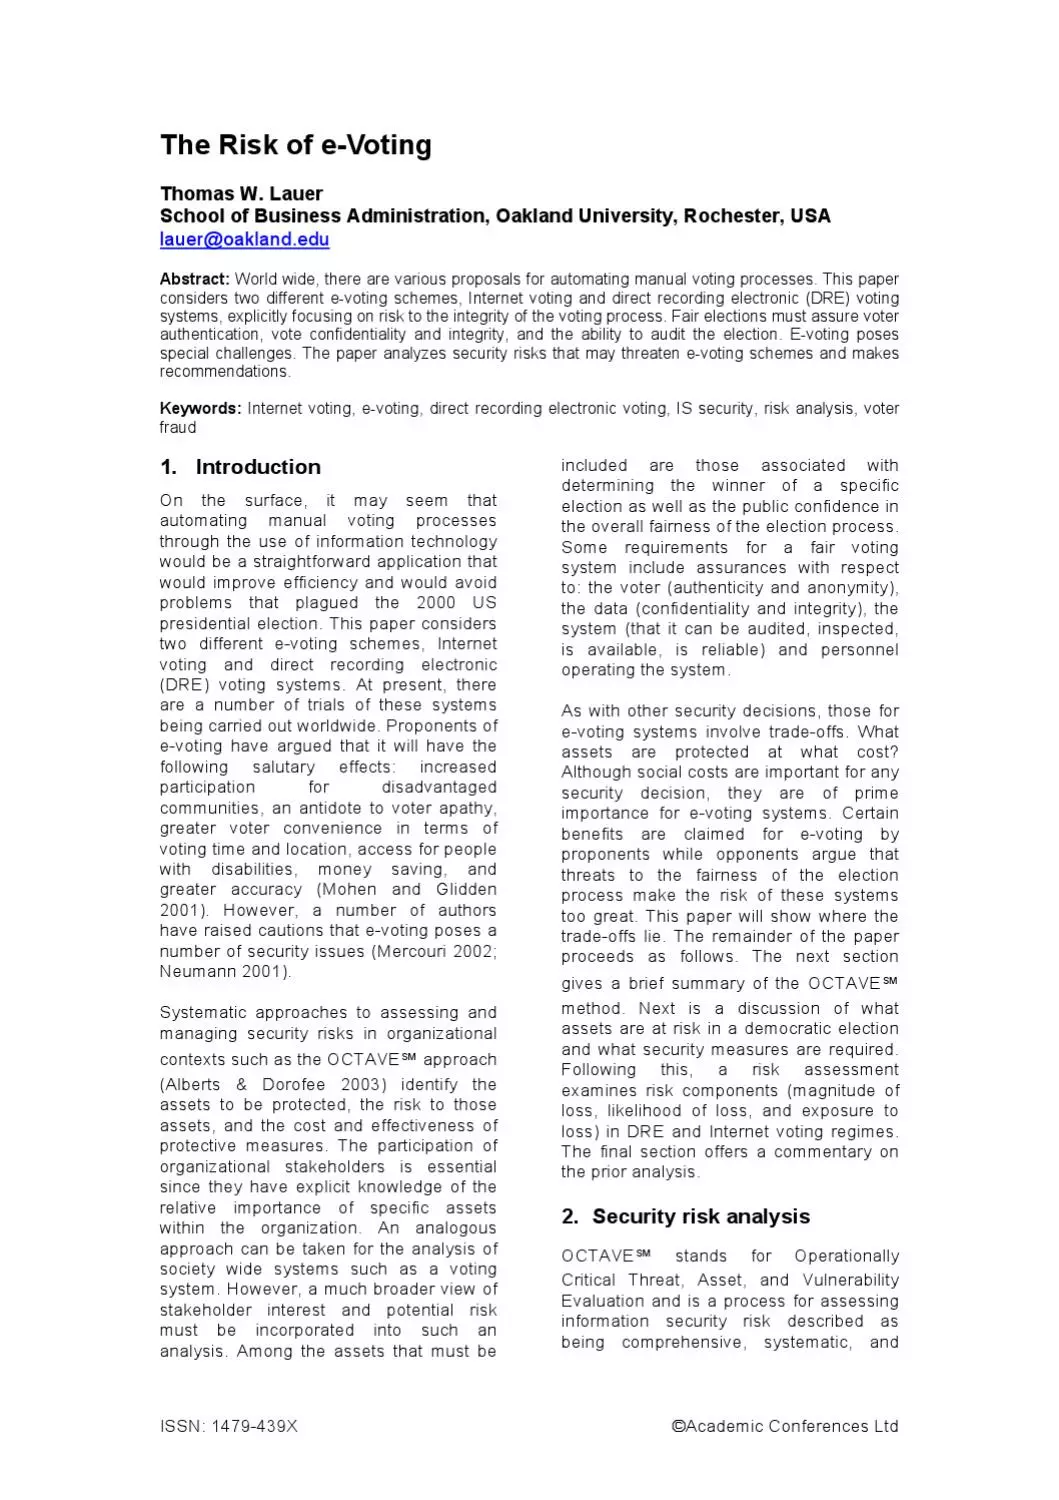 The Risk of e-Voting
Thomas W. Lauer
School of Business Administration, Oakland University, Rochester, USA
lauer@oakland.edu
Abstract: World wide, there are various proposals for automating manual voting processes. This paper
considers two different e-voting schemes, Internet voting and direct recording electronic (DRE) voting
systems, explicitly focusing on risk to the integrity of the voting process. Fair elections must assure voter
authentication, vote confidentiality and integrity, and the ability to audit the election. E-voting poses
special challenges. The paper analyzes security risks that may threaten e-voting schemes and makes
recommendations.
Keywords: Internet voting, e-voting, direct recording electronic voting, IS security, risk analysis, voter
fraud
1. Introduction
On the surface, it may seem that
automating manual voting processes
through the use of information technology
would be a straightforward application that
would improve efficiency and would avoid
problems that plagued the 2000 US
presidential election. This paper considers
two different e-voting schemes, Internet
voting and direct recording electronic
(DRE) voting systems. At present, there
are a number of trials of these systems
being carried out worldwide. Proponents of
e-voting have argued that it will have the
following salutary effects: increased
participation for disadvantaged
communities, an antidote to voter apathy,
greater voter convenience in terms of
voting time and location, access for people
with disabilities, money saving, and
greater accuracy (Mohen and Glidden
2001). However, a number of authors
have raised cautions that e-voting poses a
number of security issues (Mercouri 2002;
Neumann 2001).
Systematic approaches to assessing and
managing security risks in organizational
contexts such as the OCTAVE℠ approach
(Alberts & Dorofee 2003) identify the
assets to be protected, the risk to those
assets, and the cost and effectiveness of
protective measures. The participation of
organizational stakeholders is essential
since they have explicit knowledge of the
relative importance of specific assets
within the organization. An analogous
approach can be taken for the analysis of
society wide systems such as a voting
system. However, a much broader view of
stakeholder interest and potential risk
must be incorporated into such an
analysis. Among the assets that must be
included are those associated with
determining the winner of a specific
election as well as the public confidence in
the overall fairness of the election process.
Some requirements for a fair voting
system include assurances with respect
to: the voter (authenticity and anonymity),
the data (confidentiality and integrity), the
system (that it can be audited, inspected,
is available, is reliable) and personnel
operating the system.
As with other security decisions, those for
e-voting systems involve trade-offs. What
assets are protected at what cost?
Although social costs are important for any
security decision, they are of prime
importance for e-voting systems. Certain
benefits are claimed for e-voting by
proponents while opponents argue that
threats to the fairness of the election
process make the risk of these systems
too great. This paper will show where the
trade-offs lie. The remainder of the paper
proceeds as follows. The next section
gives a brief summary of the OCTAVE℠
method. Next is a discussion of what
assets are at risk in a democratic election
and what security measures are required.
Following this, a risk assessment
examines risk components (magnitude of
loss, likelihood of loss, and exposure to
loss) in DRE and Internet voting regimes.
The final section offers a commentary on
the prior analysis.
2. Security risk analysis
OCTAVE℠ stands for Operationally
Critical Threat, Asset, and Vulnerability
Evaluation and is a process for assessing
information security risk described as
being comprehensive, systematic, and
ISSN: 1479-439X
©Academic Conferences Ltd